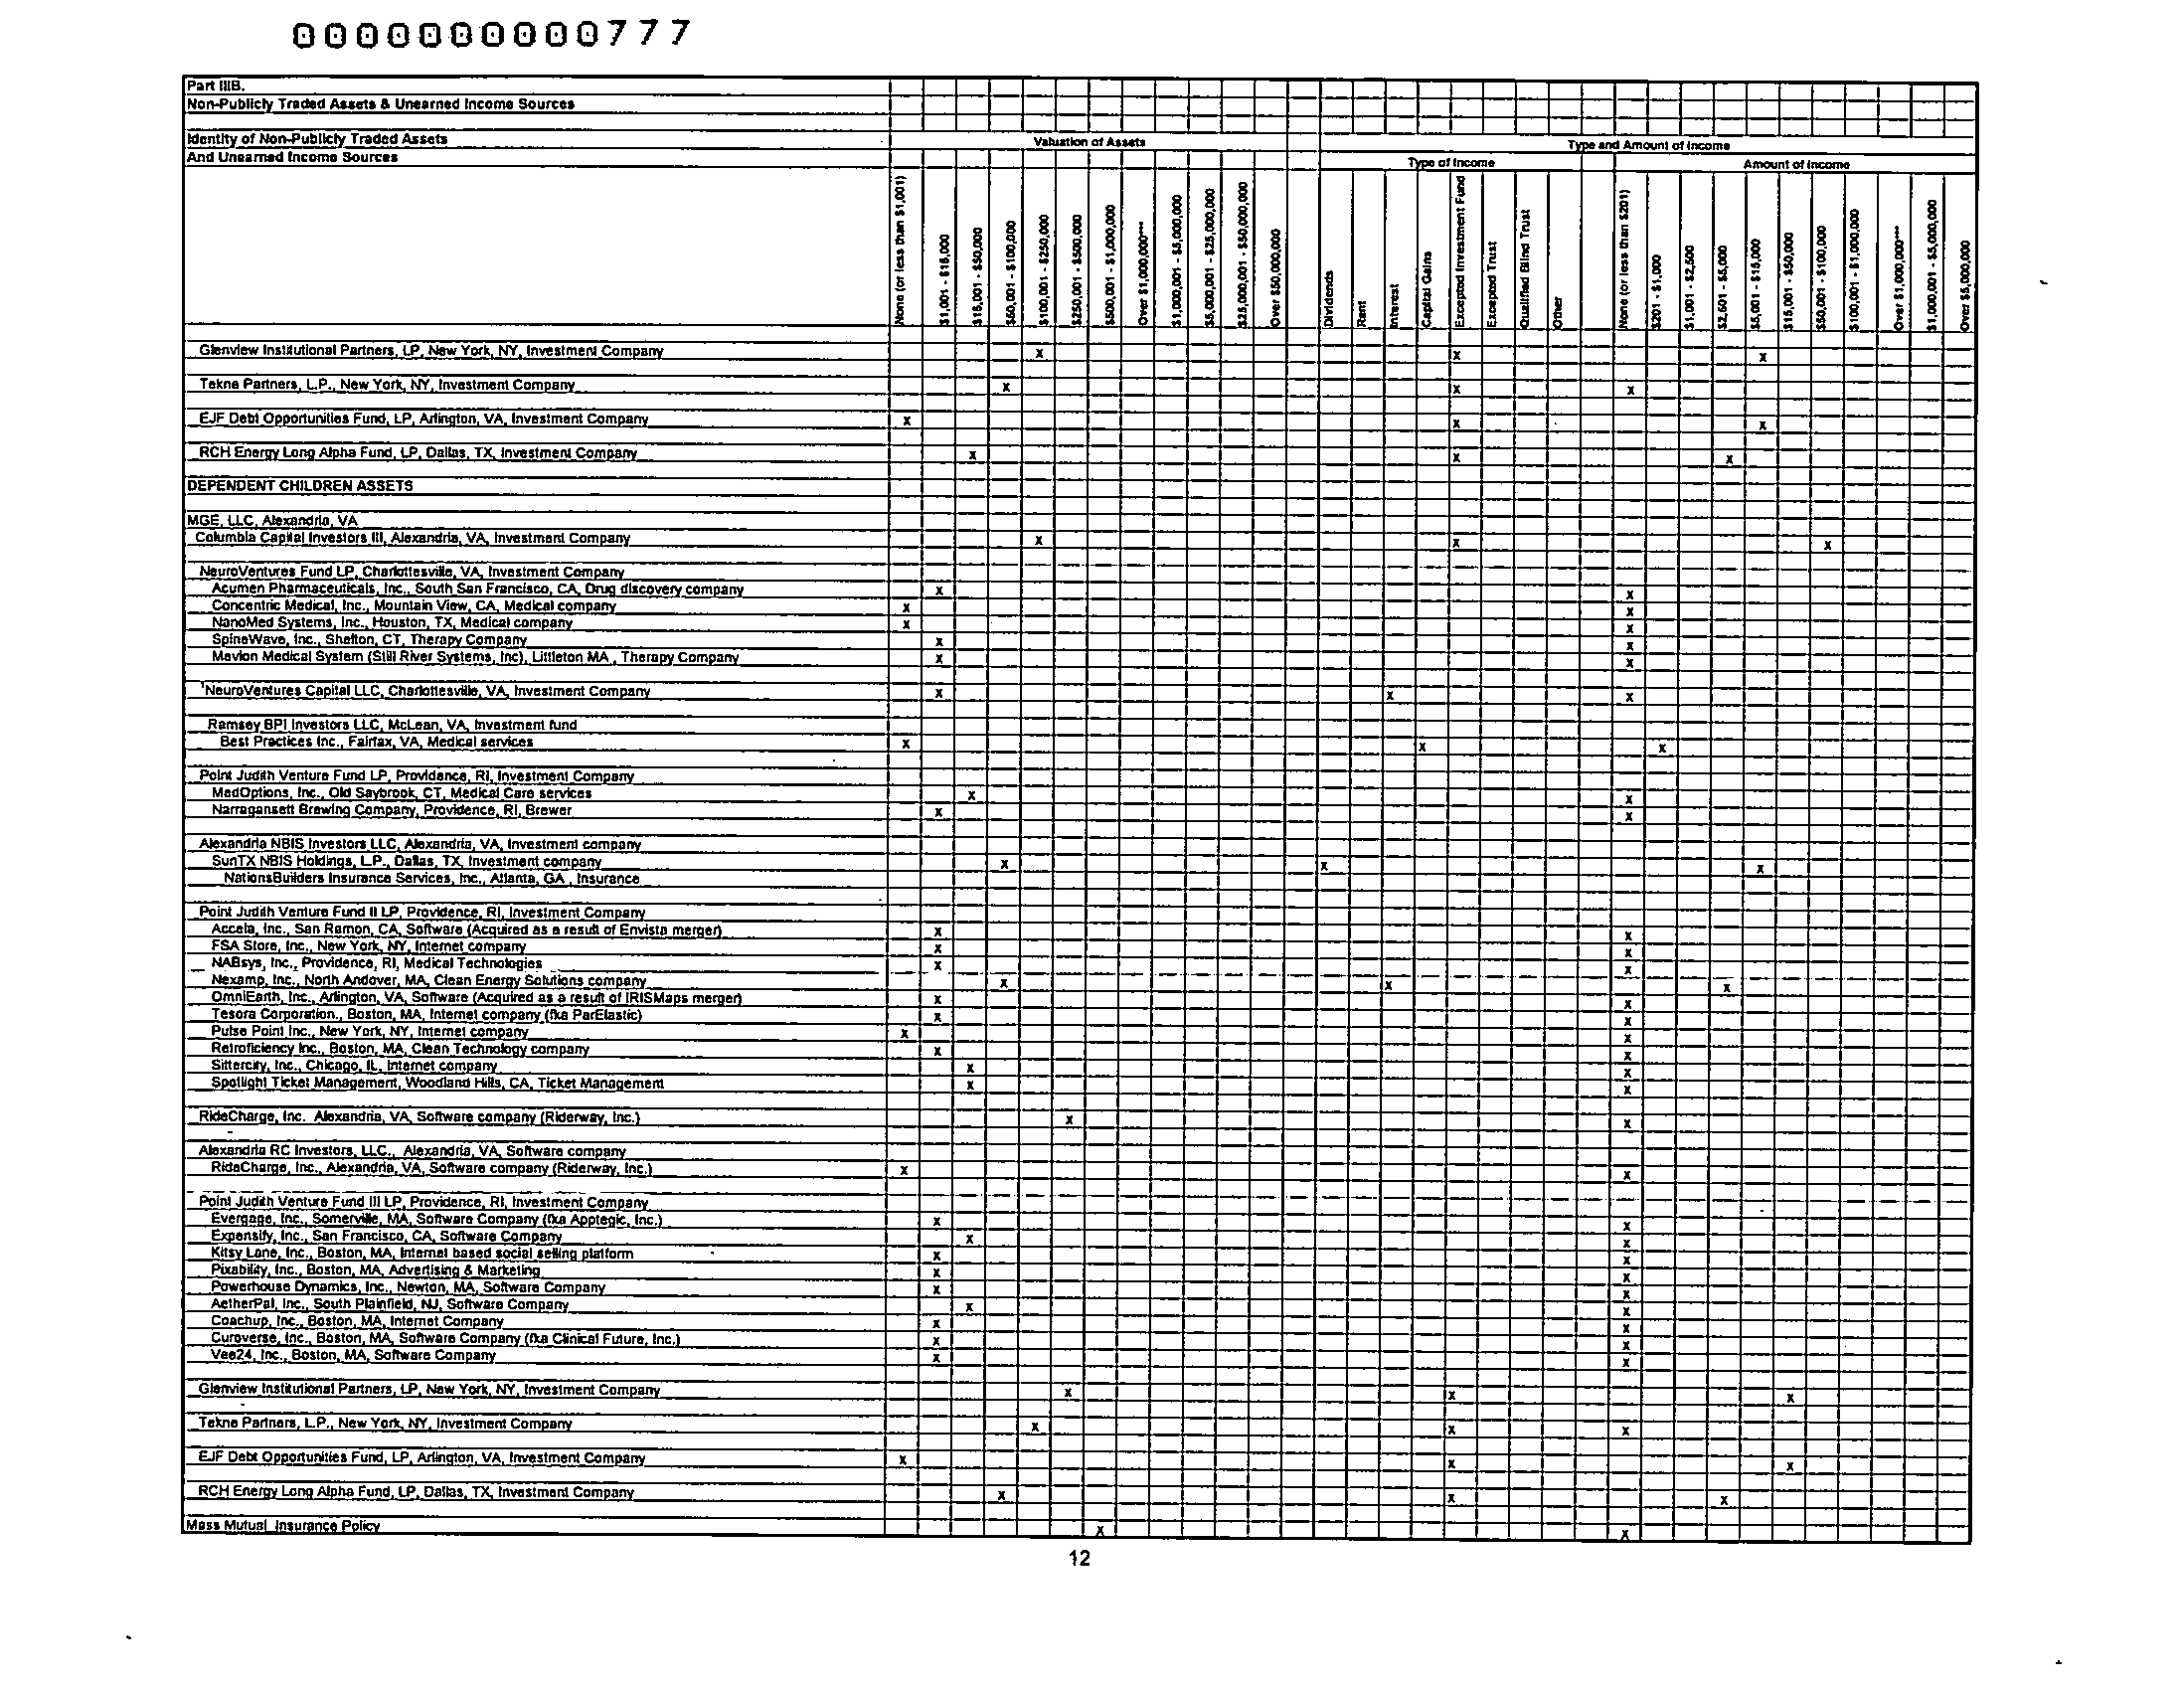 0000000000777
Part IIIB.
Non-Publicly Traded Assets & Unearned Income Sources
Identity of Non-Publicly Traded Assets
Valuation of Assets
Type and Amount of Income
And Unearned Income Sources
Type of Income
Amount of Income
None (or less than $1,001)
$1,001 - $15,000
$15,001 - $50,000
$50,001 - $100,000
$100,001 - $250,000
$250,001 - $500,000
$500,001 - $1,000,000
Over $1,000,000***
$1,000,001 - $5,000,000
$5,000,001 - $25,000,000
$25,000,001 - $50,000,000
Over $50,000,000
Dividends
Rent
Interest
Capital Gains
Excepted Investment Fund
Excepted Trust
Qualified Blind Trust
Other
None (or less than $201)
$201 - $1,000
$1,001 - $2,500
$2,501 - $5,000
$5,001 - $15,000
$15,001 - $50,000
$50,001 - $100,000
$100,001 - $1,000,000
Over $1,000,000***
$1,000,001 - $5,000,000
Over $5,000,000
Glenview Institutional Partners, LP, New York, NY, Investment Company x x x
Tekne Partners, L.P., New York, NY, Investment Company x x x
EJF Debt Opportunities Fund, LP, Arlington, VA, Investment Company x x x
RCH Energy Long Alpha Fund, LP, Dallas, TX, Investment Company x x x
DEPENDENT CHILDREN ASSETS
MGE, LLC, Alexandria, VA
Columbia Capital Investors III, Alexandria, VA, Investment Company x x x
NeuroVentures Fund LP, Charlottesville, VA, Investment Company
Acumen Pharmaceuticals, Inc., South San Francisco, CA, Drug discovery company x x
Concentric Medical, Inc., Mountain View, CA, Medical company x x
NanoMed Systems, Inc., Houston, TX, Medical company x x
SpineWave, Inc., Shelton, CT, Therapy Company x x
Mevion Medical System (Still River Systems, Inc), Littleton MA , Therapy Company x x
NeuroVentures Capital LLC, Charlottesville, VA, Investment Company x x x
Ramsey BPI Investors LLC, McLean, VA, Investment fund
Best Practices Inc., Fairfax, VA, Medical services x x x
Point Judith Venture Fund LP, Providence, RI, Investment Company
MedOptions, Inc., Old Saybrook, CT, Medical Care services x x
Narragansett Brewing Company, Providence, RI, Brewer x x
Alexandria NBIS Investors LLC, Alexandria, VA, Investment company
SunTX NBIS Holdings, L.P., Dallas, TX, Investment company x x x
NationsBuilders Insurance Services, Inc., Atlanta, GA , Insurance
Point Judith Venture Fund II LP, Providence, RI, Investment Company
Accela, Inc., San Ramon, CA, Software (Acquired as a result of Envista merger) x x
FSA Store, Inc., New York, NY, Internet company x x
NABsys, Inc., Providence, RI, Medical Technologies x x
Nexamp, Inc., North Andover, MA, Clean Energy Solutions company x x x
OmniEarth, Inc., Arlington, VA, Software (Acquired as a result of IRISMaps merger) x x
Tesora Corporation., Boston, MA, Internet company (fka ParElastic) x x
Pulse Point Inc., New York, NY, Internet company x x
Retroficiency Inc., Boston, MA, Clean Technology company x x
Sittercity, Inc., Chicago, IL, Internet company x x
Spotlight Ticket Management, Woodland Hills, CA, Ticket Management x x
RideCharge, Inc. Alexandria, VA, Software company (Riderway, Inc.) x x
Alexandria RC Investors, LLC., Alexandria, VA, Software company
RideCharge, Inc., Alexandria, VA, Software company (Riderway, Inc.) x x
Point Judith Venture Fund III LP, Providence, RI, Investment Company
Evergage, Inc., Somerville, MA, Software Company (fka Apptegic, Inc.) x x
Expensify, Inc., San Francisco, CA, Software Company x x
Kitsy Lane, Inc., Boston, MA, Internet based social selling platform x x
Pixability, Inc., Boston, MA, Advertising & Marketing x x
Powerhouse Dynamics, Inc., Newton, MA, Software Company x x
AetherPal, Inc., South Plainfield, NJ, Software Company x x
Coachup, Inc., Boston, MA, Internet Company x x
Curoverse, Inc., Boston, MA, Software Company (fka Clinical Future, Inc.) x x
Vee24, Inc., Boston, MA, Software Company x x
Glenview Institutional Partners, LP, New York, NY, Investment Company x x x
Tekne Partners, L.P., New York, NY, Investment Company x x x
EJF Debt Opportunities Fund, LP, Arlington, VA, Investment Company x x x
RCH Energy Long Alpha Fund, LP, Dallas, TX, Investment Company x x x
Mass Mutual Insurance Policy x x
12